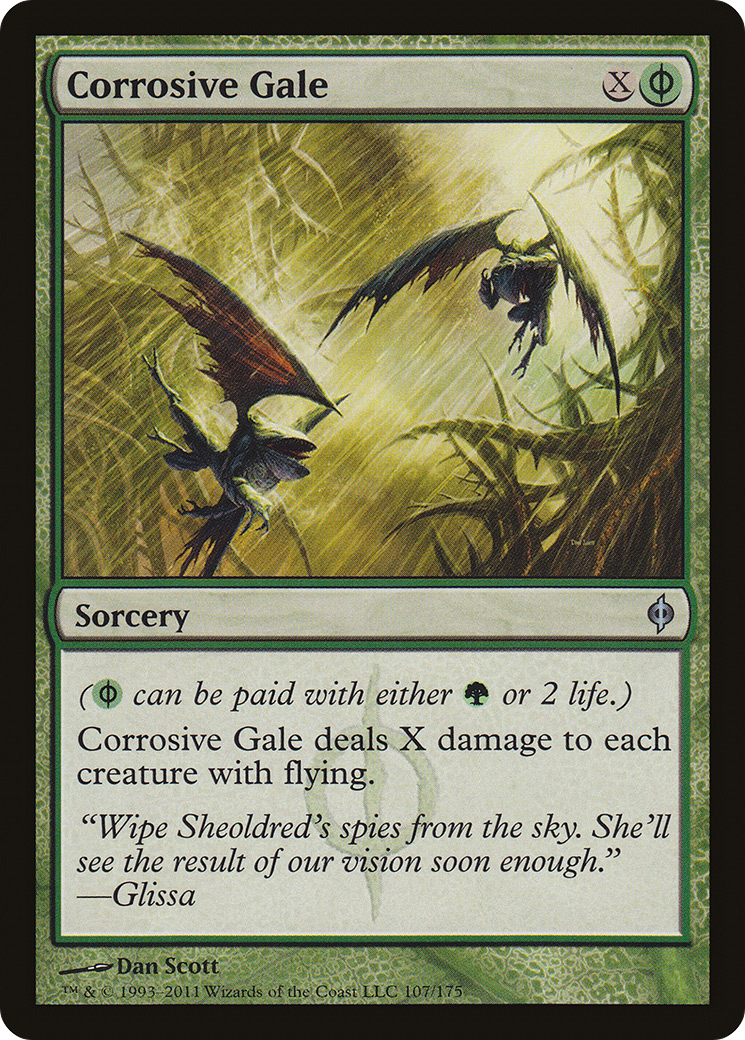 Corrosive Gale X
Sorcery
( can be paid with either or 2 life.)
Corrosive Gale deals X damage to each
creature with flying.
“Wipe Sheoldred’s spies from the sky. She’ll
see the result of our vision soon enough.”
—Glissa
Dan Scott
™ & © 1993–2011 Wizards of the Coast LLC 107/175